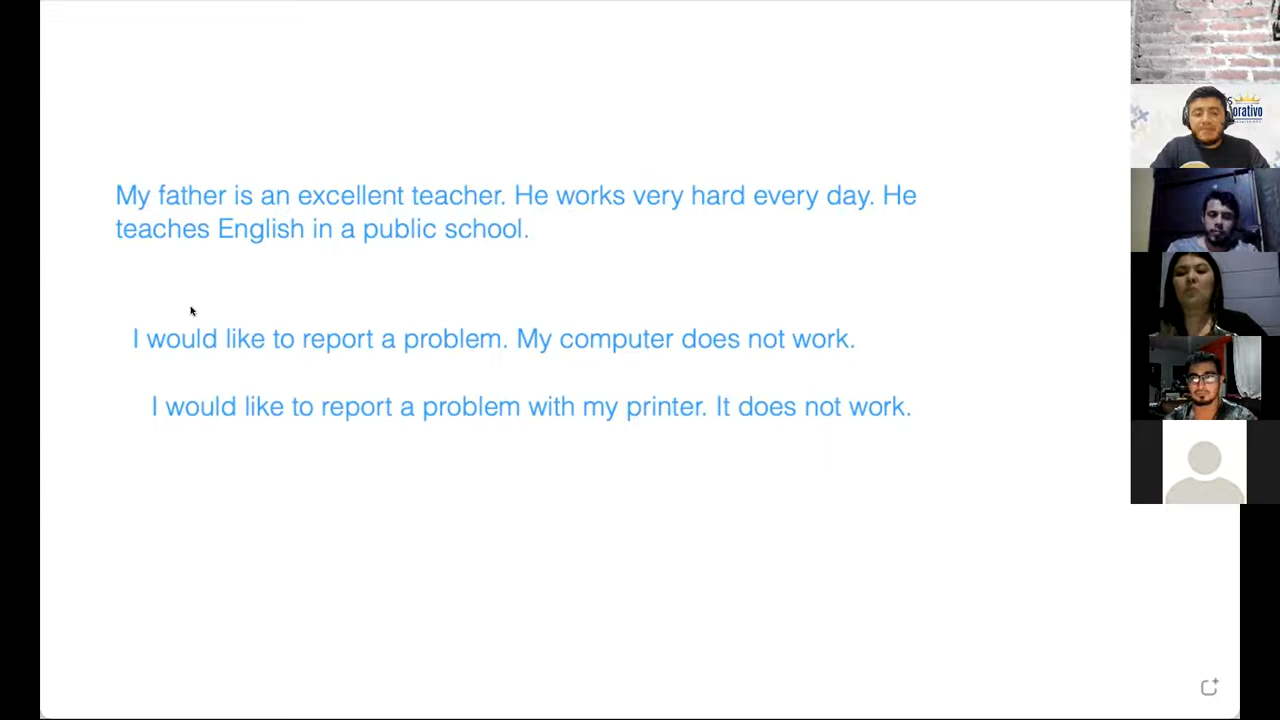 My father is an excellent teacher. He works very hard every day. He
teaches English in a public school.
I would like to report a problem. My computer does not work.
I would like to report a problem with my printer. It does not work.
orativo